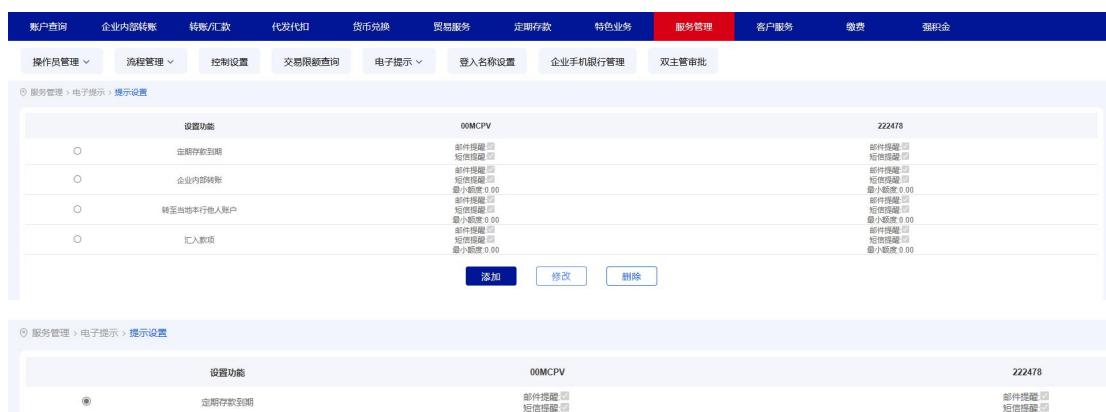 账户查询 企业内部转账 转账/汇款 代发代扣 货币兑换 贸易服务 定期存款 特色业务 服务管理 客户服务 缴费 强积金
操作员管理 流程管理 控制设置 交易限额查询 电子提示 登入名称设置 企业手机银行管理 双主管审批
服务管理 > 电子提示 > 提示设置
设置功能 00MCPV 222478
定期存款到期 邮件提醒: 邮件提醒:
短信提醒: 短信提醒:
企业内部转账 邮件提醒: 邮件提醒:
短信提醒: 短信提醒:
最小额度:0.00 最小额度:0.00
转至当地本行他人账户 邮件提醒: 邮件提醒:
短信提醒: 短信提醒:
最小额度:0.00 最小额度:0.00
汇入款项 邮件提醒: 邮件提醒:
短信提醒: 短信提醒:
最小额度:0.00 最小额度:0.00
添加 修改 删除
服务管理 > 电子提示 > 提示设置
设置功能 00MCPV 222478
定期存款到期 邮件提醒: 邮件提醒:
短信提醒: 短信提醒: